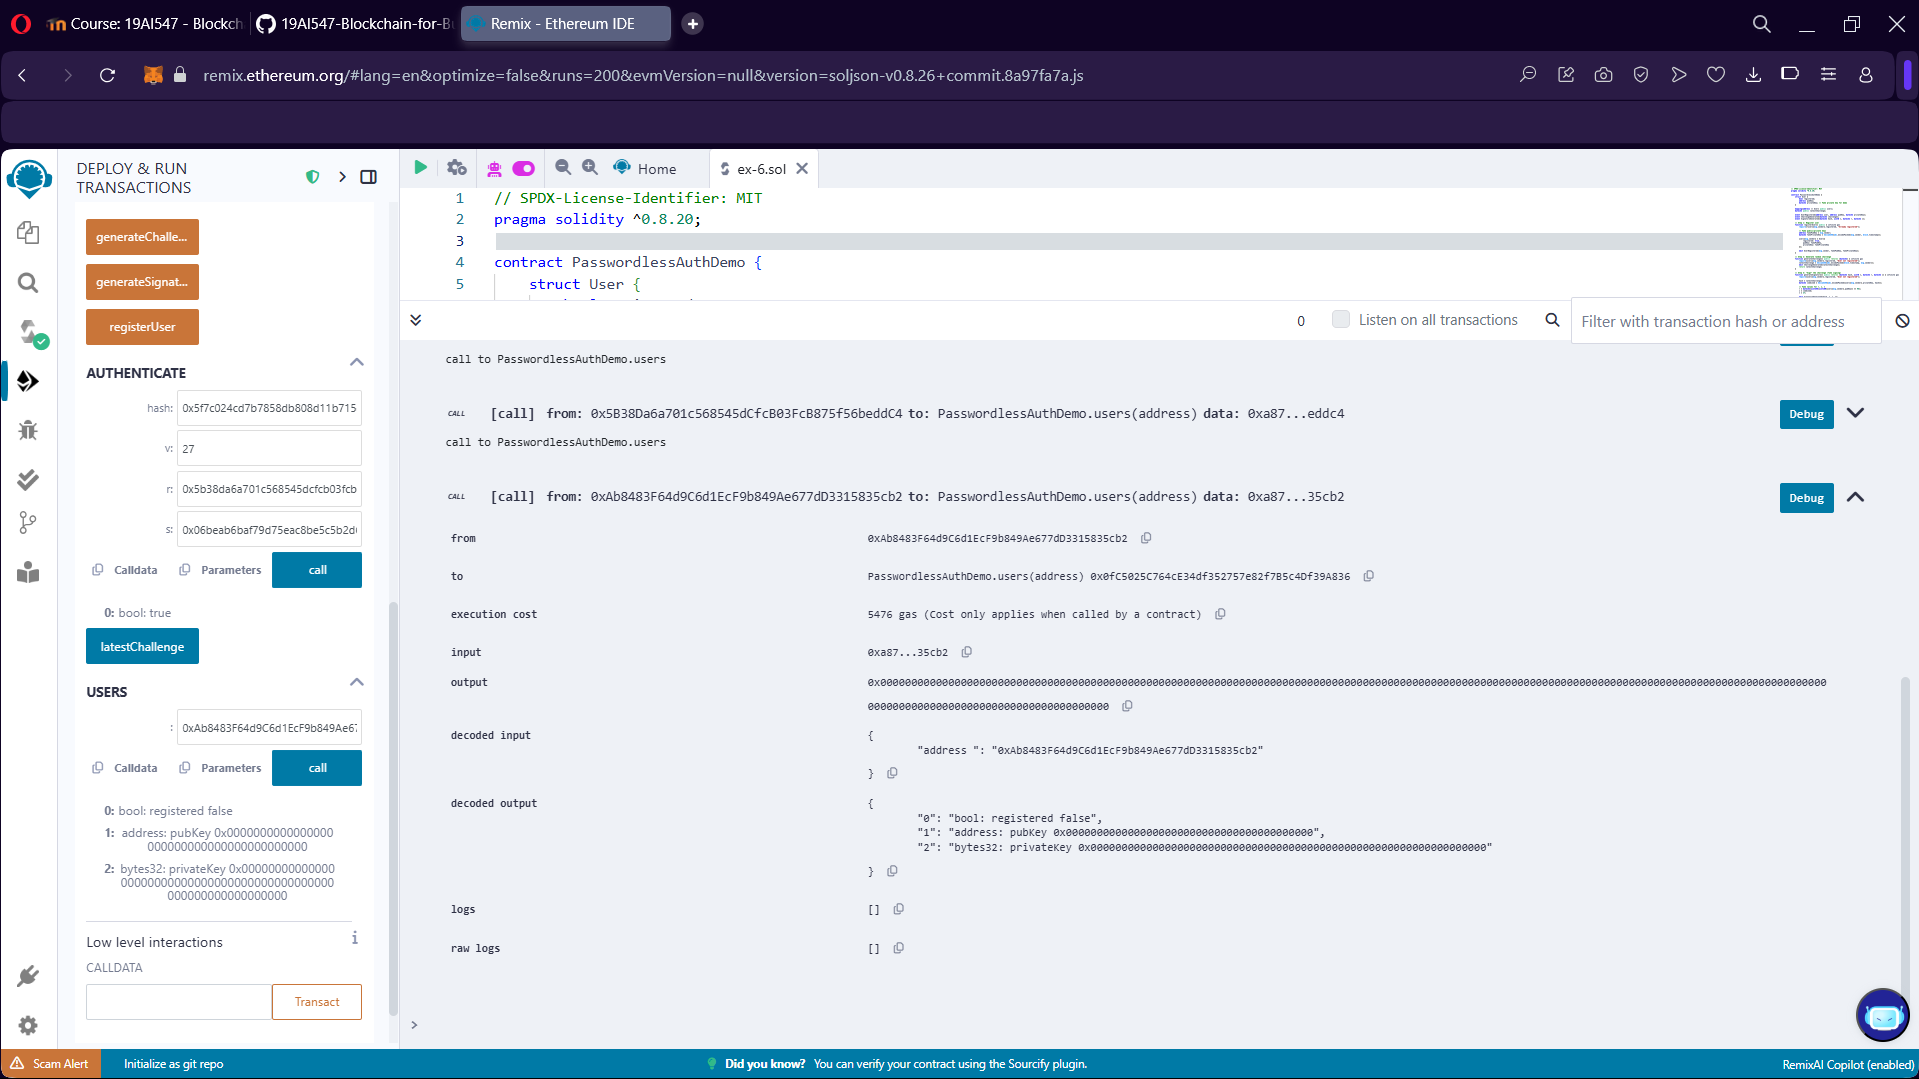 Course: 19AI547 - Blockch
19AI547-Blockchain-for-Bu
Remix - Ethereum IDE
remix.ethereum.org/#lang=en&optimize=false&runs=200&evmVersion=null&version=soljson-v0.8.26+commit.8a97fa7a.js
DEPLOY & RUN
TRANSACTIONS
generateChalle...
generateSignat...
registerUser
AUTHENTICATE
hash: 0x5f7c024cd7b7858db808d11b715
v: 27
r: 0x5b38da6a701c568545dcfcb03fcb
s: 0x06beab6baf79d75eac8be5c5b2d
Calldata Parameters call
0: bool: true
latestChallenge
USERS
: 0xAb8483F64d9C6d1EcF9b849Ae67
Calldata Parameters call
0: bool: registered false
1: address: pubKey 0x0000000000000000
000000000000000000000000
2: bytes32: privateKey 0x00000000000000
00000000000000000000000000000000
000000000000000000
Low level interactions
CALLDATA
Transact
Home
ex-6.sol
1 // SPDX-License-Identifier: MIT
2 pragma solidity ^0.8.20;
3
4 contract PasswordlessAuthDemo {
5 struct User {
0 Listen on all transactions Filter with transaction hash or address
call to PasswordlessAuthDemo.users
CALL [call] from: 0x5B38Da6a701c568545dCfcB03FcB875f56beddC4 to: PasswordlessAuthDemo.users(address) data: 0xa87...eddc4 Debug
call to PasswordlessAuthDemo.users
CALL [call] from: 0xAb8483F64d9C6d1EcF9b849Ae677dD3315835cb2 to: PasswordlessAuthDemo.users(address) data: 0xa87...35cb2 Debug
from 0xAb8483F64d9C6d1EcF9b849Ae677dD3315835cb2
to PasswordlessAuthDemo.users(address) 0x0fC5025C764cE34df352757e82f7B5c4Df39A836
execution cost 5476 gas (Cost only applies when called by a contract)
input 0xa87...35cb2
output
decoded input {
"address ": "0xAb8483F64d9C6d1EcF9b849Ae677dD3315835cb2"
}
decoded output {
"0": "bool: registered false",
"1": "address: pubKey 0x0000000000000000000000000000000000000000",
"2": "bytes32: privateKey 0x0000000000000000000000000000000000000000000000000000000000000000"
}
logs []
raw logs []
>
Scam Alert
Initialize as git repo
Did you know? You can verify your contract using the Sourcify plugin.
RemixAI Copilot (enabled)